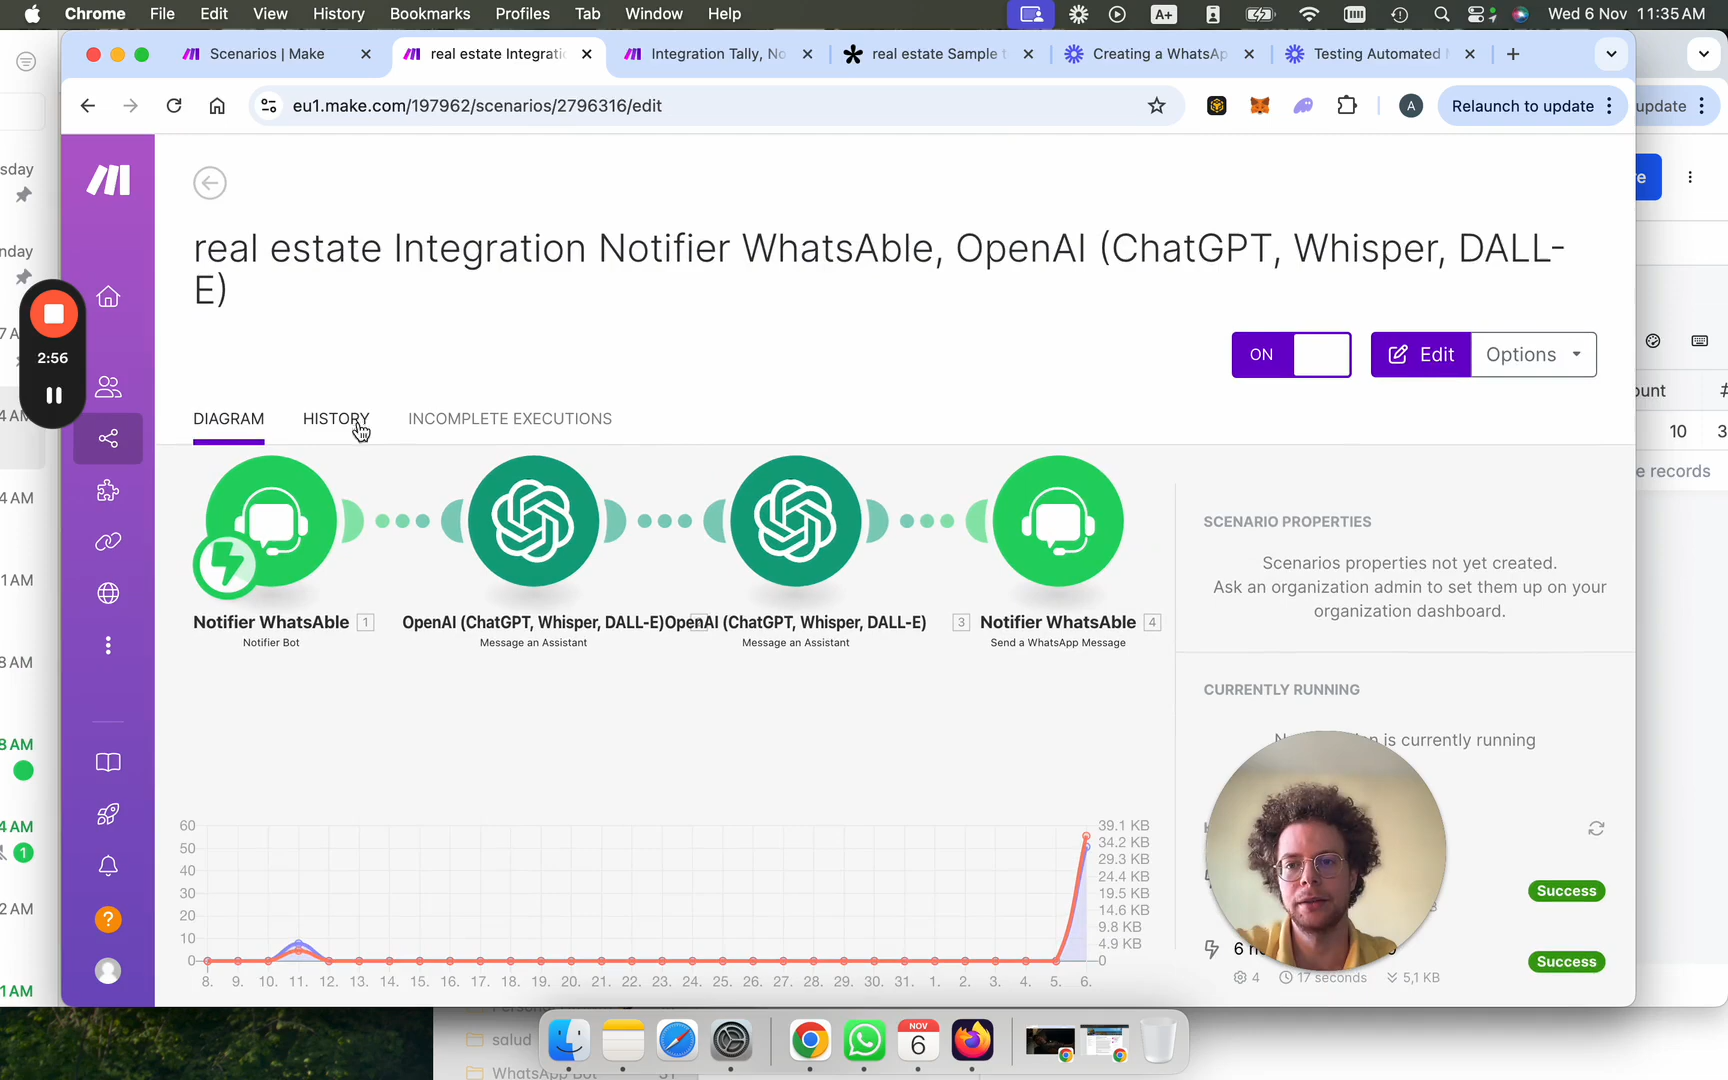 Chrome File Edit View History Bookmarks Profiles Tab Window Help A+ Wed 6 Nov 11:35 AM
Scenarios | Make
real estate Integratio
Integration Tally, No
real estate Sample t
Creating a WhatsAp
Testing Automated
eu1.make.com/197962/scenarios/2796316/edit
A
Relaunch to update
update
real estate Integration Notifier WhatsAble, OpenAI (ChatGPT, Whisper, DALL-
E)
ON
Edit
Options
DIAGRAM HISTORY INCOMPLETE EXECUTIONS
Notifier WhatsAble 1
Notifier Bot
OpenAI (ChatGPT, Whisper, DALL-E)
Message an Assistant
OpenAI (ChatGPT, Whisper, DALL-E) 3
Message an Assistant
Notifier WhatsAble 4
Send a WhatsApp Message
SCENARIO PROPERTIES
Scenarios properties not yet created.
Ask an organization admin to set them up on your
organization dashboard.
CURRENTLY RUNNING
is currently running
Success
Success
4 17 seconds 5,1 KB
60
50
40
30
20
10
0
39.1 KB
34.2 KB
29.3 KB
24.4 KB
19.5 KB
14.6 KB
9.8 KB
4.9 KB
0
8. 9. 10. 11. 12. 13. 14. 15. 16. 17. 18. 19. 20. 21. 22. 23. 24. 25. 26. 27. 28. 29. 30. 31. 1. 2. 3. 4. 5. 6.
2:56
sday
nday
7 A
4 AM
4 AM
1 AM
8 AM
8 AM
4 AM
1
2 AM
1 AM
?
e
ount
#
10
3
e records
salud
WhatsApp Bot
NOV
6